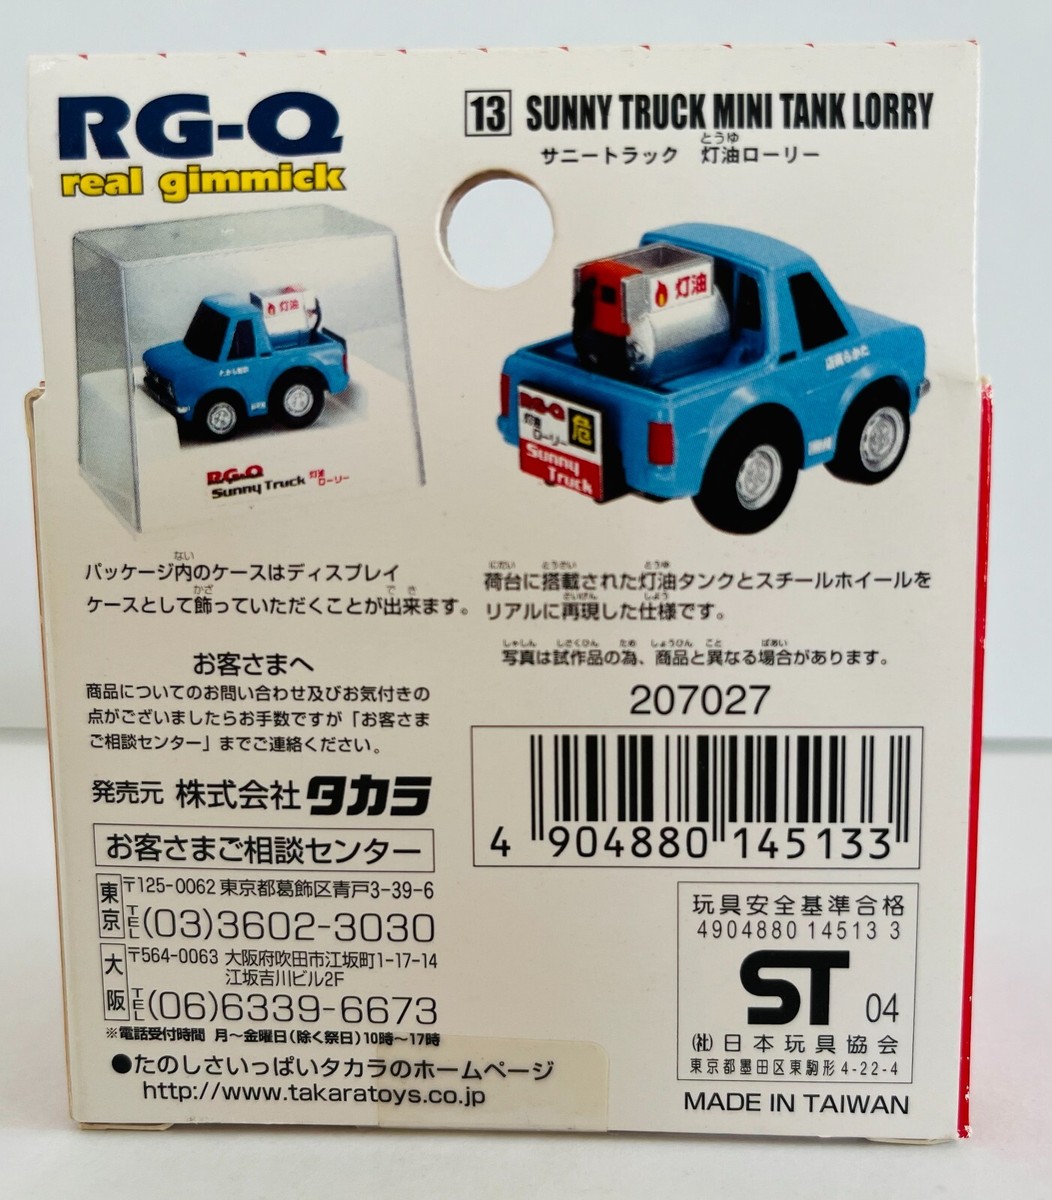 RG-Q
real gimmick
13 SUNNY TRUCK MINI TANK LORRY
とうゆ
サニートラック 灯油ローリー
灯油
RG-Q
Sunny Truck 灯油ローリー
灯油
RG-Q
灯油
ローリー
危
Sunny
Truck
ない
パッケージ内のケースはディスプレイ
かざ でき
ケースとして飾っていただくことが出来ます。
にだい とうさい とうゆ
荷台に搭載された灯油タンクとスチールホイールを
さいげん しよう
リアルに再現した仕様です。
しゃしん しさくひん ため しょうひん こと ばあい
写真は試作品の為、商品と異なる場合があります。
お客さまへ
商品についてのお問い合わせ及びお気付きの
点がございましたらお手数ですが「お客さま
ご相談センター」までご連絡ください。
発売元 株式会社タカラ
お客さまご相談センター
東京 〒125-0062 東京都葛飾区青戸3-39-6
TEL(03)3602-3030
大阪 〒564-0063 大阪府吹田市江坂町1-17-14
江坂吉川ビル2F
TEL(06)6339-6673
※電話受付時間 月〜金曜日(除く祭日)10時〜17時
●たのしさいっぱいタカラのホームページ
http://www.takaratoys.co.jp
207027
4 904880 145133
玩具安全基準合格
4904880 14513 3
ST 04
(社)日本玩具協会
東京都墨田区東駒形4-22-4
MADE IN TAIWAN